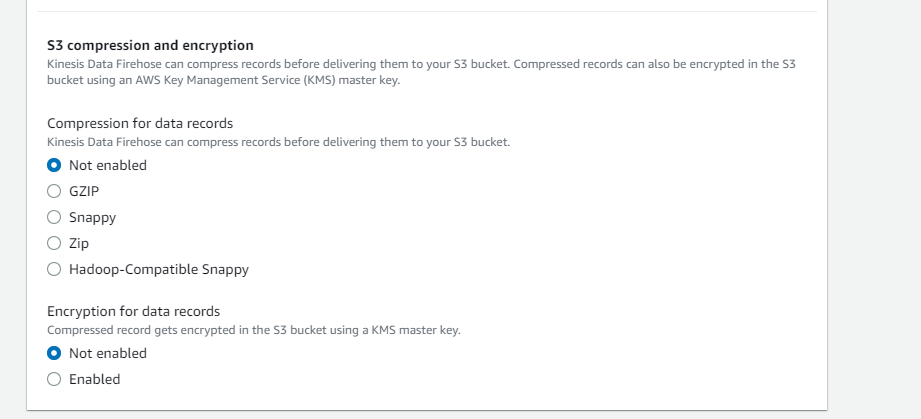 S3 compression and encryption
Kinesis Data Firehose can compress records before delivering them to your S3 bucket. Compressed records can also be encrypted in the S3
bucket using an AWS Key Management Service (KMS) master key.
Compression for data records
Kinesis Data Firehose can compress records before delivering them to your S3 bucket.
Not enabled
GZIP
Snappy
Zip
Hadoop-Compatible Snappy
Encryption for data records
Compressed record gets encrypted in the S3 bucket using a KMS master key.
Not enabled
Enabled